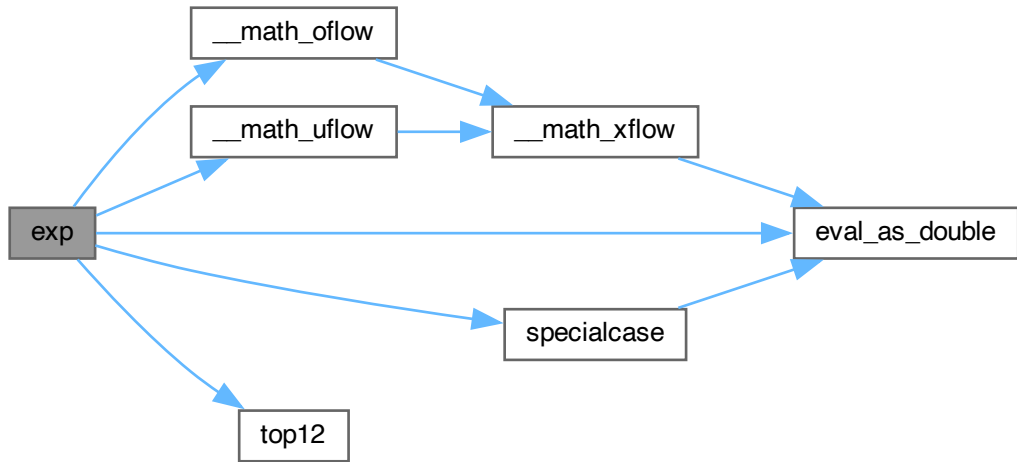 __math_oflow
__math_uflow
__math_xflow
exp
eval_as_double
specialcase
top12